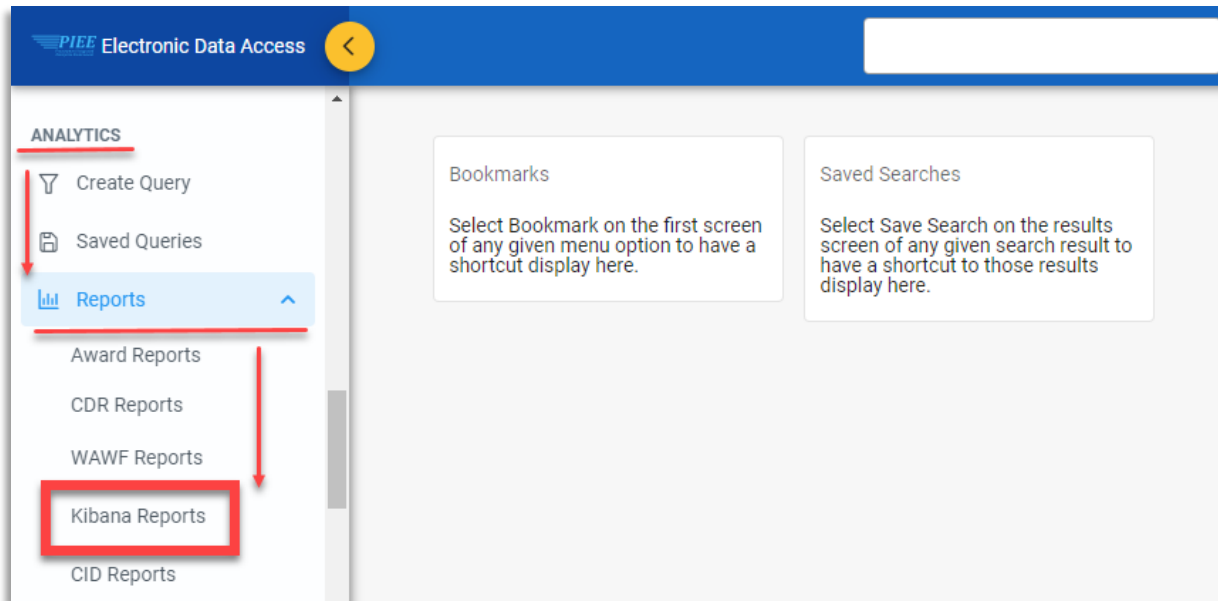 PIEE Electronic Data Access
ANALYTICS
Create Query
Saved Queries
Reports
Award Reports
CDR Reports
WAWF Reports
Kibana Reports
CID Reports
Bookmarks
Select Bookmark on the first screen
of any given menu option to have a
shortcut display here.
Saved Searches
Select Save Search on the results
screen of any given search result to
have a shortcut to those results
display here.